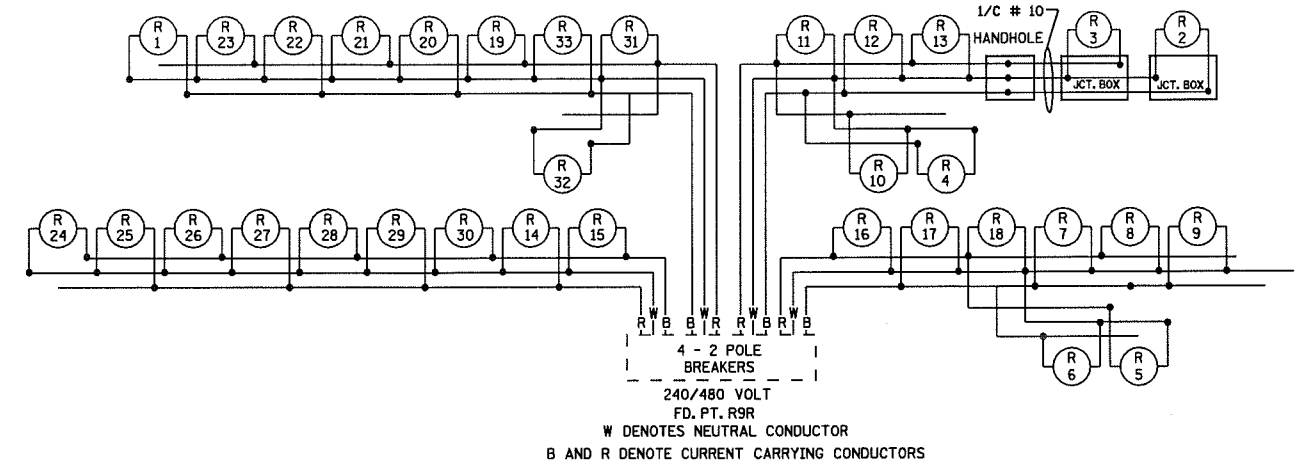 R 1
R 23
R 22
R 21
R 20
R 19
R 33
R 31
R 11
R 12
R 13
1/C # 10
HANDHOLE
R 3
R 2
JCT. BOX
JCT. BOX
R 32
R 10
R 4
R 24
R 25
R 26
R 27
R 28
R 29
R 30
R 14
R 15
R 16
R 17
R 18
R 7
R 8
R 9
R W B B W R R W B R W B
4 - 2 POLE
BREAKERS
R 6
R 5
240/480 VOLT
FD. PT. R9R
W DENOTES NEUTRAL CONDUCTOR
B AND R DENOTE CURRENT CARRYING CONDUCTORS